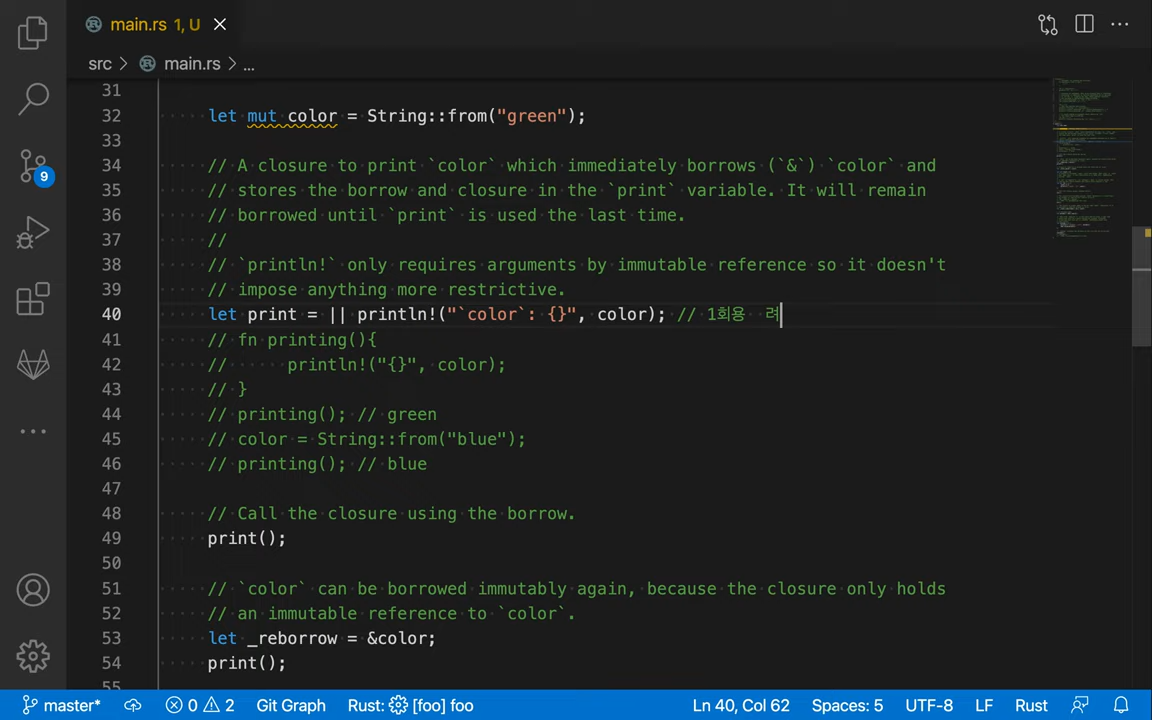 main.rs 1, U
src > main.rs > ...
9
31
32 let mut color = String::from("green");
33
34 // A closure to print `color` which immediately borrows (`&`) `color` and
35 // stores the borrow and closure in the `print` variable. It will remain
36 // borrowed until `print` is used the last time.
37 //
38 // `println!` only requires arguments by immutable reference so it doesn't
39 // impose anything more restrictive.
40 let print = || println!("`color`: {}", color); // 1회용 려
41 // fn printing(){
42 // println!("{}", color);
43 // }
44 // printing(); // green
45 // color = String::from("blue");
46 // printing(); // blue
47
48 // Call the closure using the borrow.
49 print();
50
51 // `color` can be borrowed immutably again, because the closure only holds
52 // an immutable reference to `color`.
53 let _reborrow = &color;
54 print();
55
master* 0 2 Git Graph Rust: [foo] foo Ln 40, Col 62 Spaces: 5 UTF-8 LF Rust